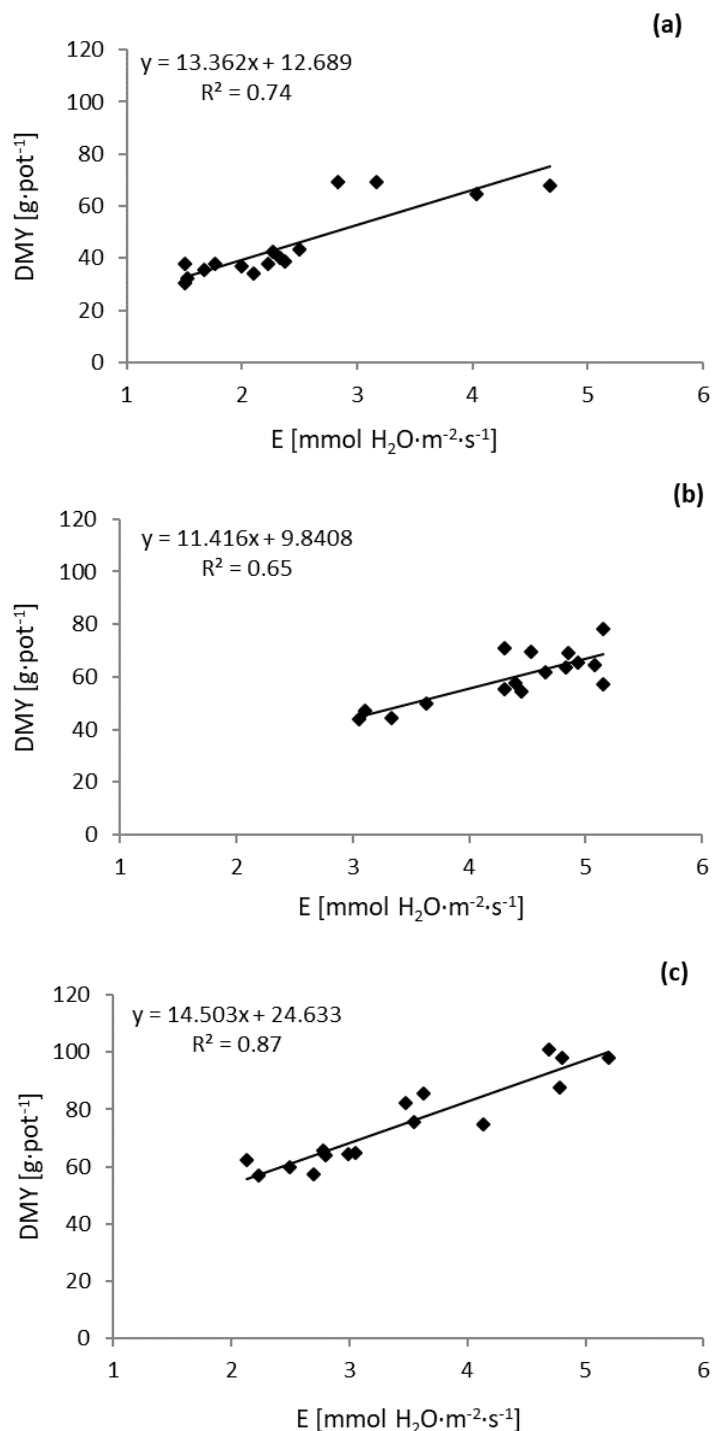 (a)
y = 13.362x + 12.689
R² = 0.74
120
100
80
60
40
20
0
DMY [g·pot⁻¹]
1 2 3 4 5 6
E [mmol H₂O·m⁻²·s⁻¹]
(b)
y = 11.416x + 9.8408
R² = 0.65
120
100
80
60
40
20
0
DMY [g·pot⁻¹]
1 2 3 4 5 6
E [mmol H₂O·m⁻²·s⁻¹]
(c)
y = 14.503x + 24.633
R² = 0.87
120
100
80
60
40
20
0
DMY [g·pot⁻¹]
1 2 3 4 5 6
E [mmol H₂O·m⁻²·s⁻¹]